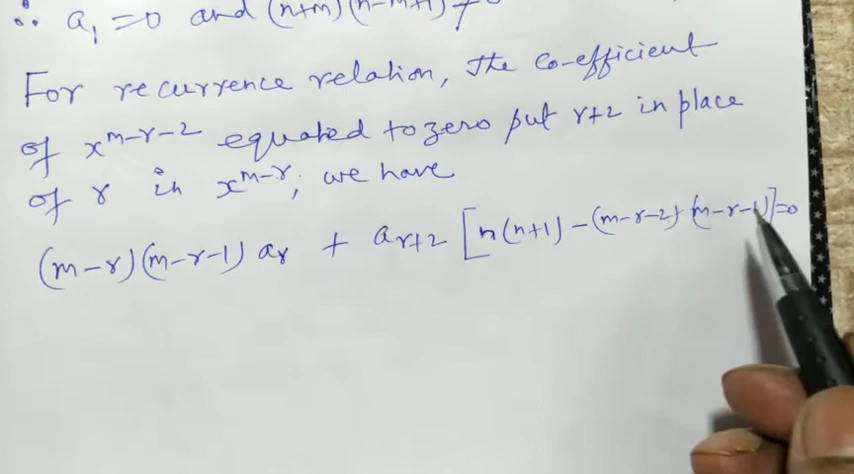 ∴ a₁ = 0 and (n+m)(n-m+1) ≠
For recurrence relation, the co-efficient
of x^{m-r-2} equated to zero put r+2 in place
of r in x^{m-r}, we have
(m-r)(m-r-1) a_r + a_{r+2} [n(n+1) - (m-r-2) (m-r-1)] = 0